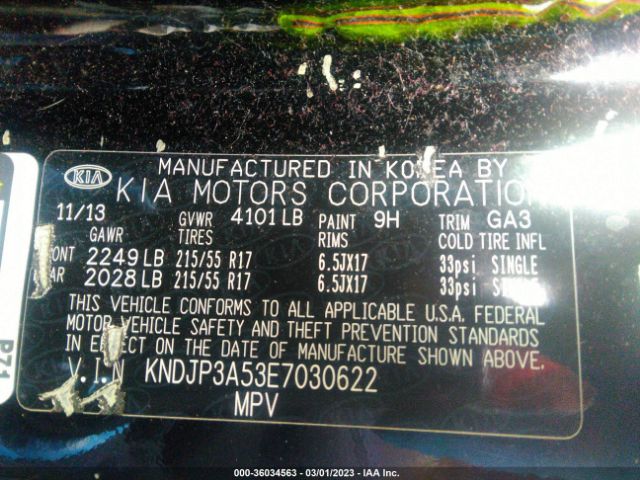 MANUFACTURED IN KOREA BY
KIA KIA MOTORS CORPORATION
11/13 GVWR 4101 LB PAINT 9H TRIM GA3
GAWR TIRES RIMS COLD TIRE INFL
2249 LB 215/55 R17 6.5JX17 33psi SINGLE
2028 LB 215/55 R17 6.5JX17 33psi
THIS VEHICLE CONFORMS TO ALL APPLICABLE U.S.A. FEDERAL
MOTOR VEHICLE SAFETY AND THEFT PREVENTION STANDARDS
IN EFFECT ON THE DATE OF MANUFACTURE SHOWN ABOVE.
V.I.N KNDJP3A53E7030622
MPV
000-36034563 - 03/01/2023 - IAA Inc.